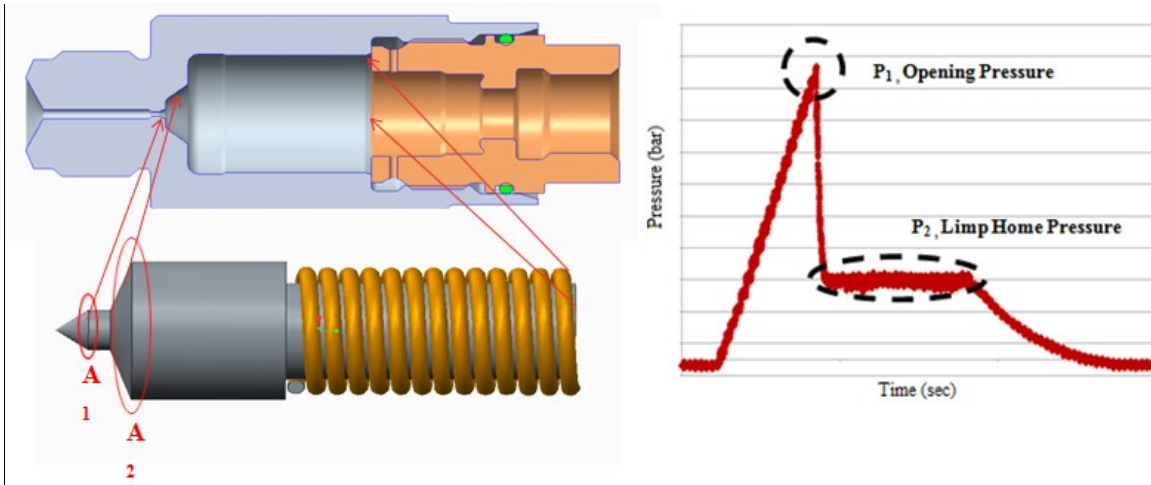 P1, Opening Pressure
Pressure (bar)
P2, Limp Home Pressure
Time (sec)
A
1
A
2